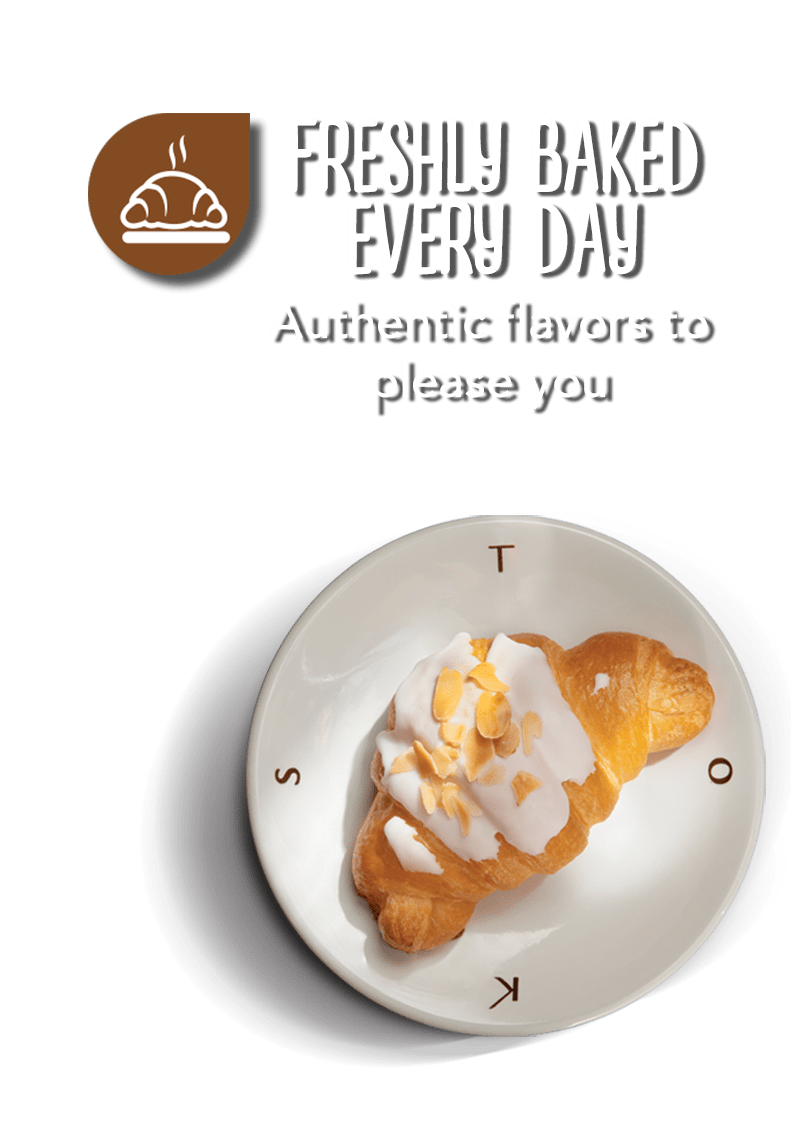 FRESHLY BAKED
EVERY DAY
Authentic flavors to
please you
S T O K